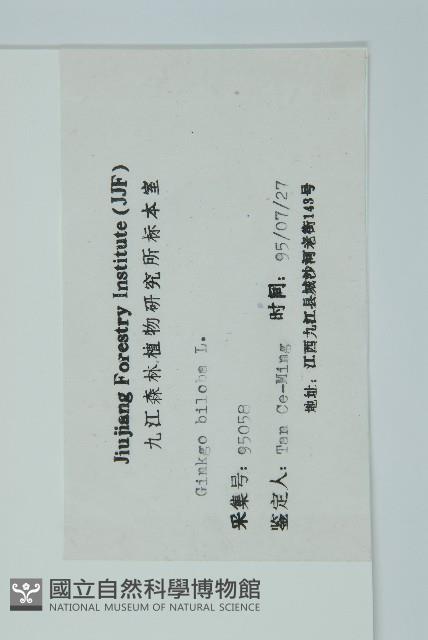 Jiujiang Forestry Institute (JJF)
九江森林植物研究所标本室
Ginkgo biloba L.
采集号: 95058
鉴定人: Tan Ce-Ming 时间: 95/07/27
地址: 江西九江县城沙河老街143号
國立自然科學博物館
NATIONAL MUSEUM OF NATURAL SCIENCE